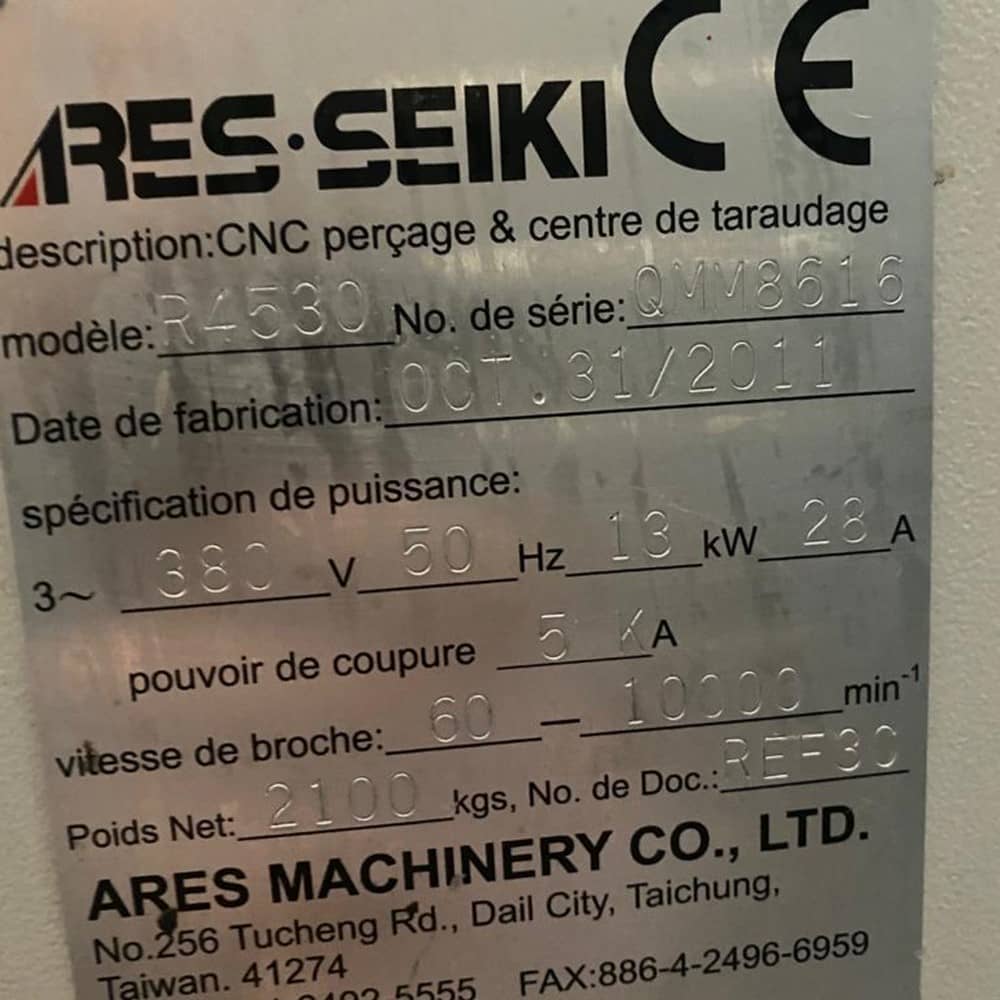 ARES·SEIKI CE
description:CNC perçage & centre de taraudage
modèle: R4530 No. de série: QMM8616
Date de fabrication: OCT.31/2011
spécification de puissance:
3~ 380 V 50 Hz 13 kW 28 A
pouvoir de coupure 5 KA
vitesse de broche: 60 — 10000 min-1
Poids Net: 2100 kgs, No. de Doc.: REF30
ARES MACHINERY CO., LTD.
No.256 Tucheng Rd., Dail City, Taichung,
Taiwan. 41274
5555 FAX:886-4-2496-6959